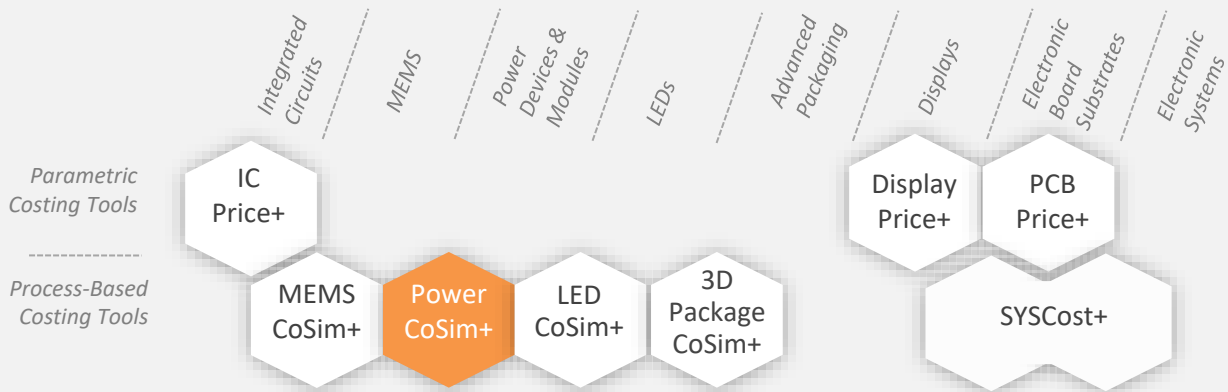 Integrated
Circuits
MEMS
Power
Devices &
Modules
LEDs
Advanced
Packaging
Displays
Electronic
Board
Substrates
Electronic
Systems
Parametric
Costing Tools
IC
Price+
Display
Price+
PCB
Price+
Process-Based
Costing Tools
MEMS
CoSim+
Power
CoSim+
LED
CoSim+
3D
Package
CoSim+
SYSCost+